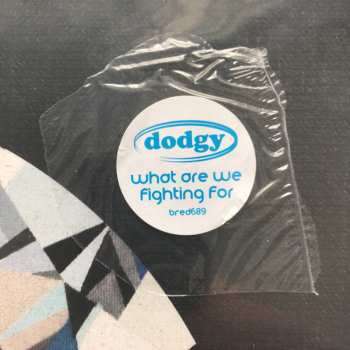 dodgy
what are we
fighting for
bred689